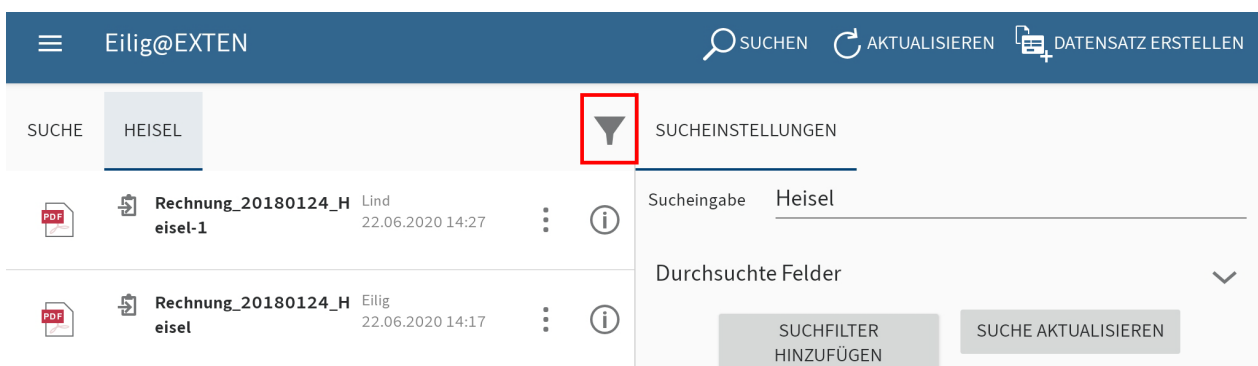 Eilig@EXTEN
SUCHEN
AKTUALISIEREN
DATENSATZ ERSTELLEN
SUCHE
HEISEL
SUCHEINSTELLUNGEN
PDF
Rechnung_20180124_H
eisel-1
Lind
22.06.2020 14:27
Sucheingabe
Heisel
Durchsuchte Felder
PDF
Rechnung_20180124_H
eisel
Eilig
22.06.2020 14:17
SUCHFILTER
HINZUFÜGEN
SUCHE AKTUALISIEREN